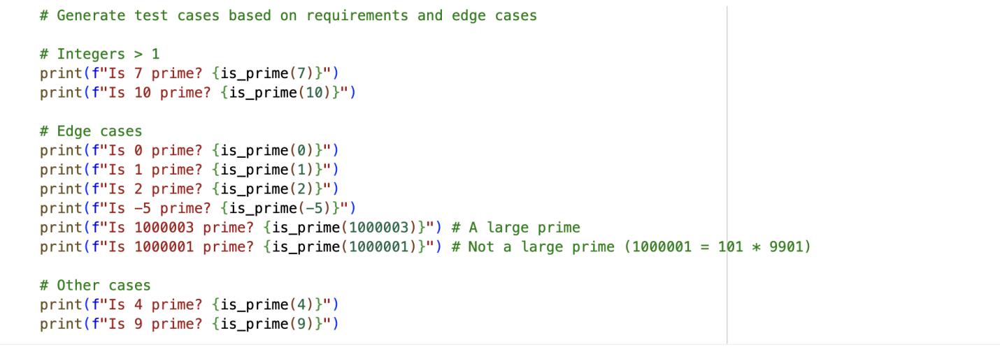 # Generate test cases based on requirements and edge cases
# Integers > 1
print(f"Is 7 prime? {is_prime(7)}")
print(f"Is 10 prime? {is_prime(10)}")
# Edge cases
print(f"Is 0 prime? {is_prime(0)}")
print(f"Is 1 prime? {is_prime(1)}")
print(f"Is 2 prime? {is_prime(2)}")
print(f"Is -5 prime? {is_prime(-5)}")
print(f"Is 1000003 prime? {is_prime(1000003)}") # A large prime
print(f"Is 1000001 prime? {is_prime(1000001)}") # Not a large prime (1000001 = 101 * 9901)
# Other cases
print(f"Is 4 prime? {is_prime(4)}")
print(f"Is 9 prime? {is_prime(9)}")